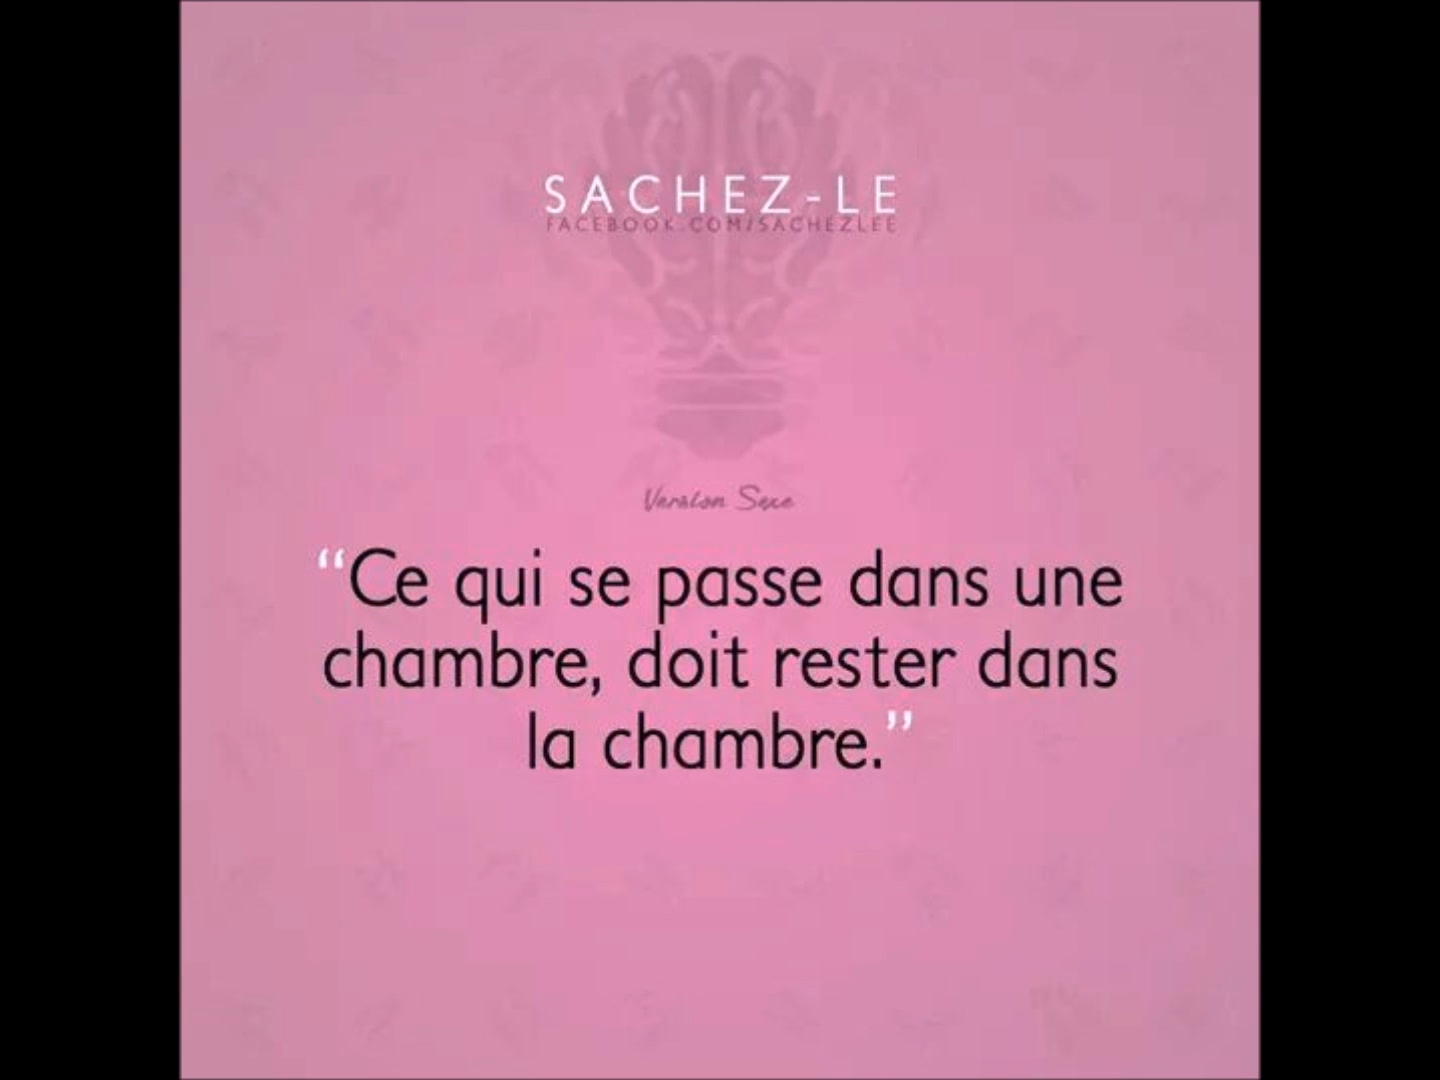 SACHEZ-LE
FACEBOOK.COM/SACHEZLEE
Version Sexe
“Ce qui se passe dans une
chambre, doit rester dans
la chambre.”